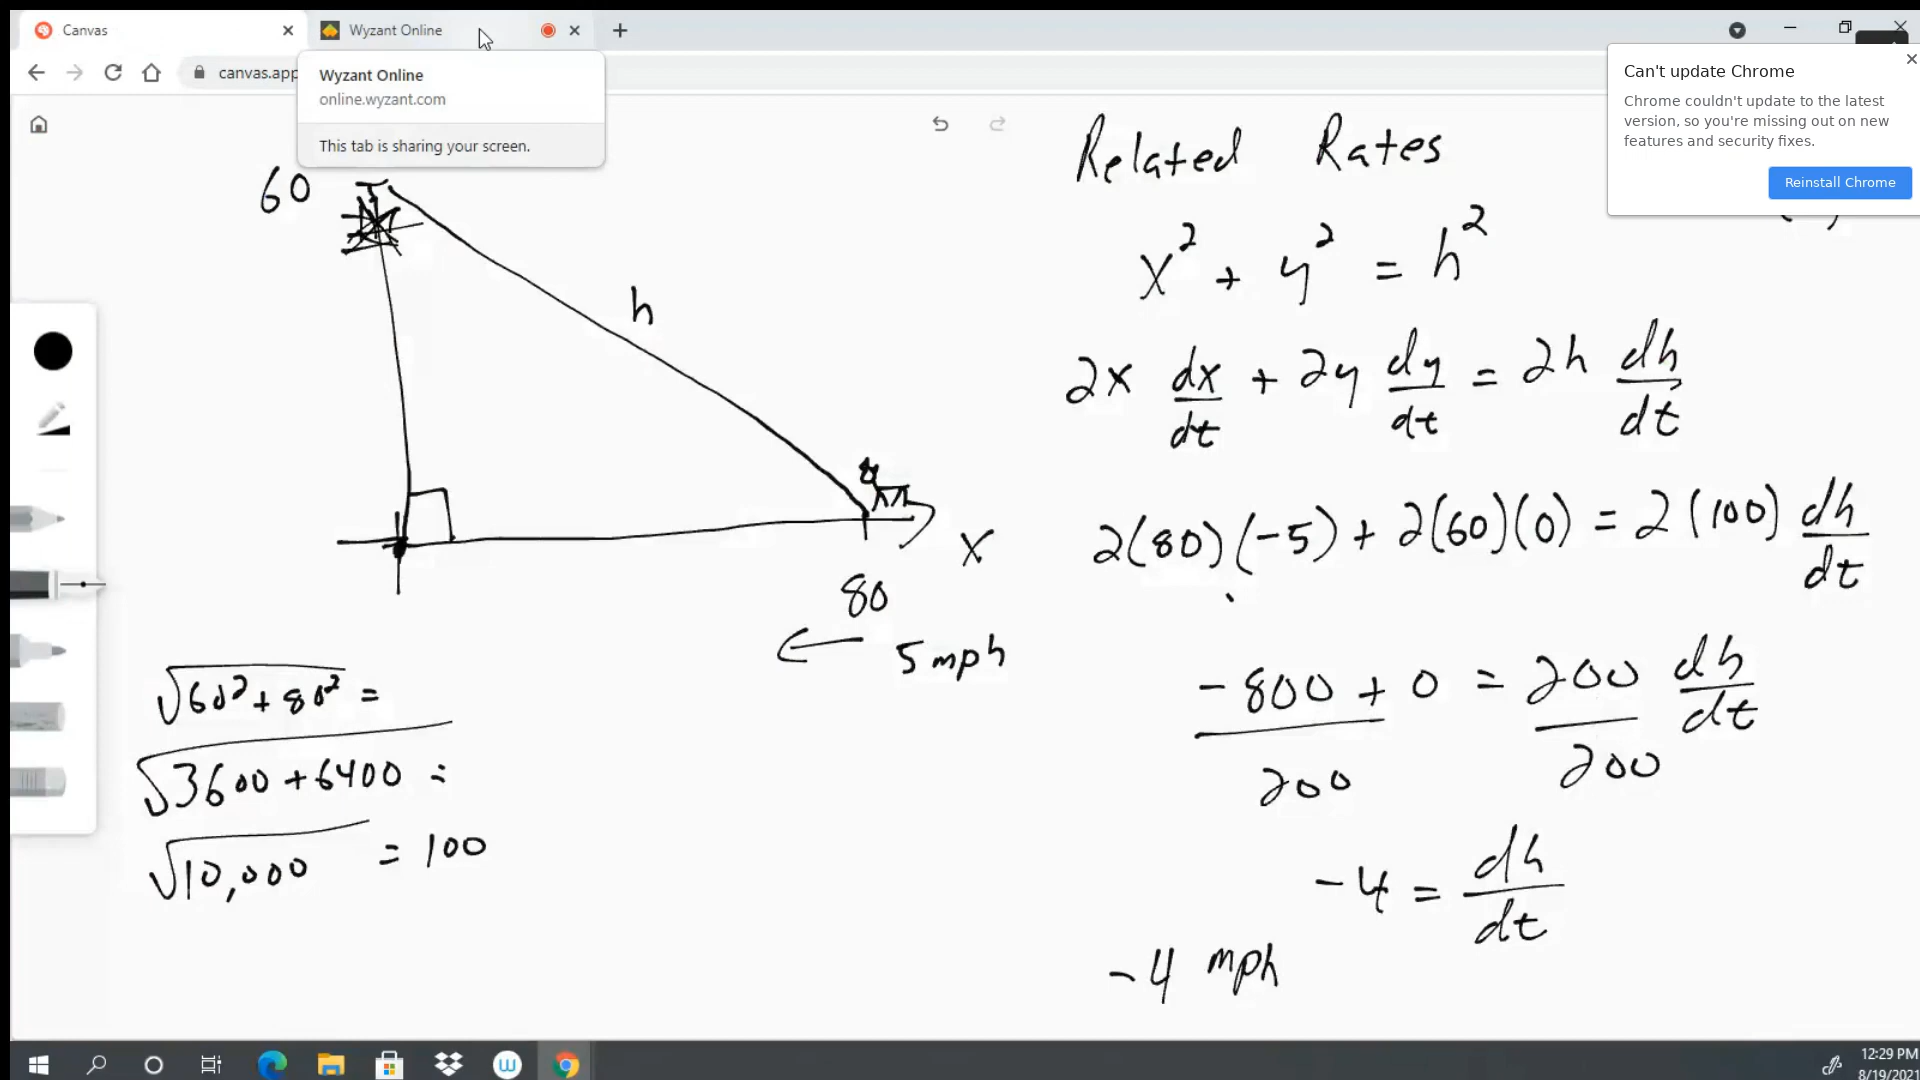 Canvas
Wyzant Online
canvas.app
Wyzant Online
online.wyzant.com
This tab is sharing your screen.
Can't update Chrome
Chrome couldn't update to the latest
version, so you're missing out on new
features and security fixes.
Reinstall Chrome
Related Rates
60
h
x² + y² = h²
2x dx/dt + 2y dy/dt = 2h dh/dt
2(80)(-5) + 2(60)(0) = 2(100) dh/dt
x
80
5 mph
-800 + 0 = 200 dh/dt
200 200
√60² + 80² =
√3600 + 6400 =
√10,000 = 100
-4 = dh/dt
-4 mph
12:29 PM
8/19/2021